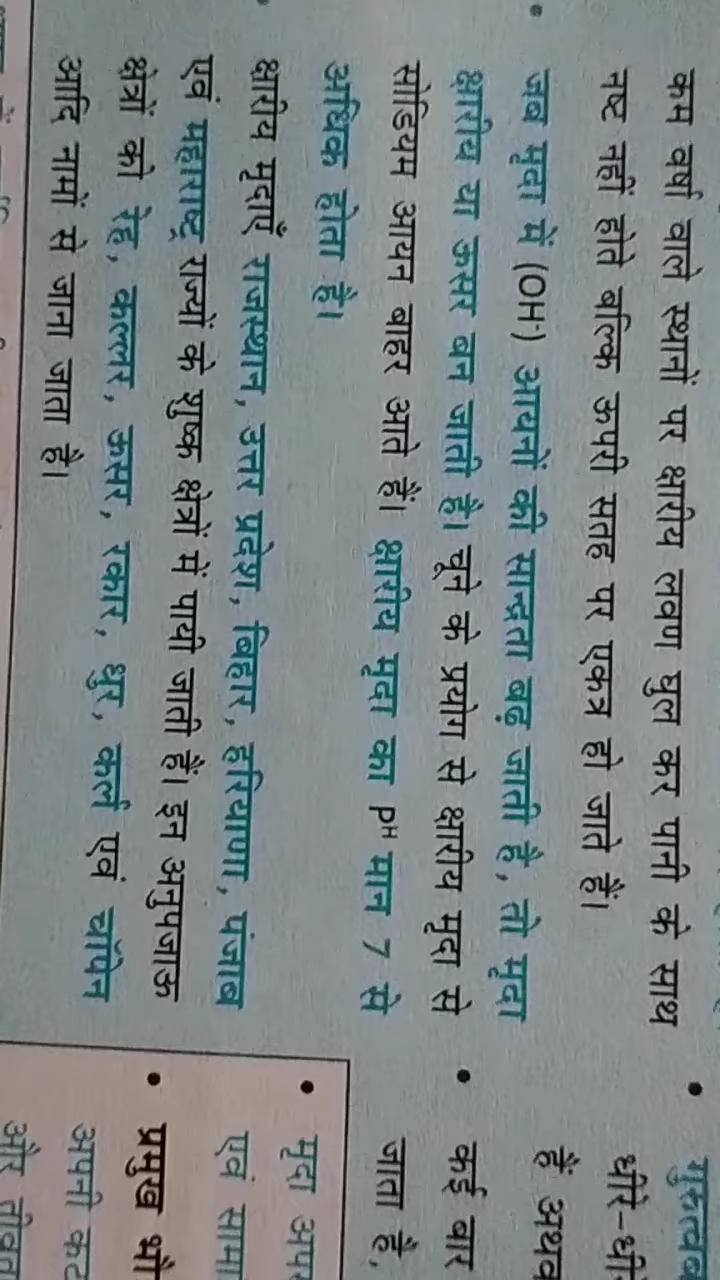 कम वर्षा वाले स्थानों पर क्षारीय लवण घुल कर पानी के साथ
नष्ट नहीं होते बल्कि ऊपरी सतह पर एकत्र हो जाते हैं।
• जब मृदा में (OH⁻) आयनों की सान्द्रता बढ़ जाती है, तो मृदा
क्षारीय या ऊसर बन जाती है। चूने के प्रयोग से क्षारीय मृदा से
सोडियम आयन बाहर आते हैं। क्षारीय मृदा का Pᴴ मान 7 से
अधिक होता है।
क्षारीय मृदाएँ राजस्थान, उत्तर प्रदेश, बिहार, हरियाणा, पंजाब
एवं महाराष्ट्र राज्यों के शुष्क क्षेत्रों में पायी जाती हैं। इन अनुपजाऊ
क्षेत्रों को रेह, कल्लर, ऊसर, रकार, धुर, कर्ल एवं चॉपेन
आदि नामों से जाना जाता है।
•
धीरे-धी
हैं अथव
• कई बार
जाता है,
• मृदा अप
एवं सामा
• प्रमुख भौ
अपनी कट
और